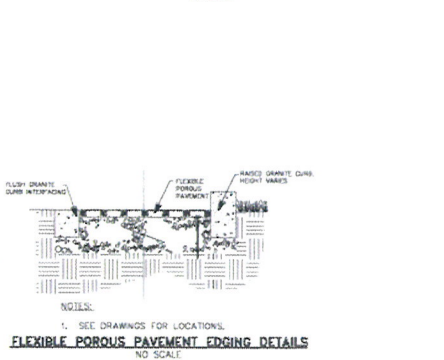 FLUSH GRANITE
CURB INTERFACING
FLEXIBLE
POROUS
PAVEMENT
RAISED GRANITE CURB,
HEIGHT VARIES
NOTES:
1. SEE DRAWINGS FOR LOCATIONS.
FLEXIBLE POROUS PAVEMENT EDGING DETAILS
NO SCALE